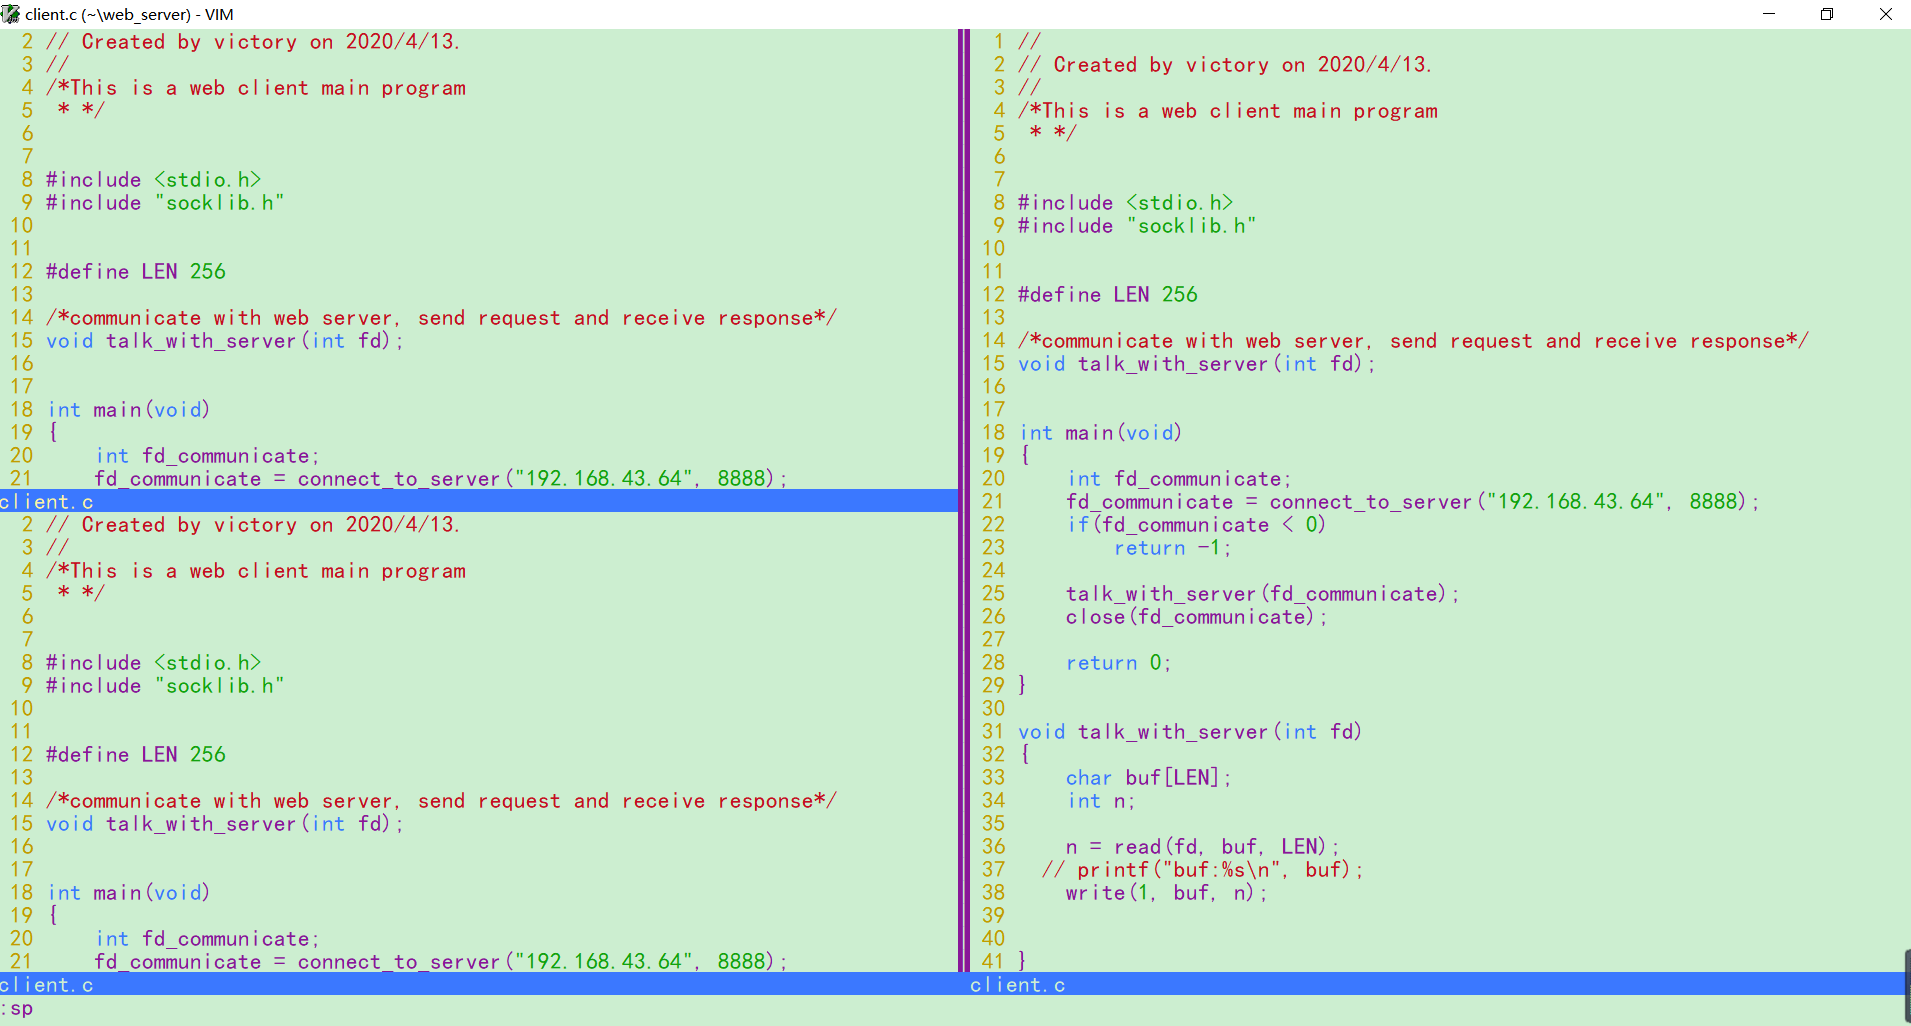 client.c (~\web_server) - VIM
2 // Created by victory on 2020/4/13.
3 //
4 /*This is a web client main program
5  * */
6
7
8 #include <stdio.h>
9 #include "socklib.h"
10
11
12 #define LEN 256
13
14 /*communicate with web server, send request and receive response*/
15 void talk_with_server(int fd);
16
17
18 int main(void)
19 {
20     int fd_communicate;
21     fd_communicate = connect_to_server("192.168.43.64", 8888);
client.c
2 // Created by victory on 2020/4/13.
3 //
4 /*This is a web client main program
5  * */
6
7
8 #include <stdio.h>
9 #include "socklib.h"
10
11
12 #define LEN 256
13
14 /*communicate with web server, send request and receive response*/
15 void talk_with_server(int fd);
16
17
18 int main(void)
19 {
20     int fd_communicate;
21     fd_communicate = connect_to_server("192.168.43.64", 8888);
client.c
1 //
2 // Created by victory on 2020/4/13.
3 //
4 /*This is a web client main program
5  * */
6
7
8 #include <stdio.h>
9 #include "socklib.h"
10
11
12 #define LEN 256
13
14 /*communicate with web server, send request and receive response*/
15 void talk_with_server(int fd);
16
17
18 int main(void)
19 {
20     int fd_communicate;
21     fd_communicate = connect_to_server("192.168.43.64", 8888);
22     if(fd_communicate < 0)
23         return -1;
24
25     talk_with_server(fd_communicate);
26     close(fd_communicate);
27
28     return 0;
29 }
30
31 void talk_with_server(int fd)
32 {
33     char buf[LEN];
34     int n;
35
36     n = read(fd, buf, LEN);
37   // printf("buf:%s\n", buf);
38     write(1, buf, n);
39
40
41 }
client.c
:sp